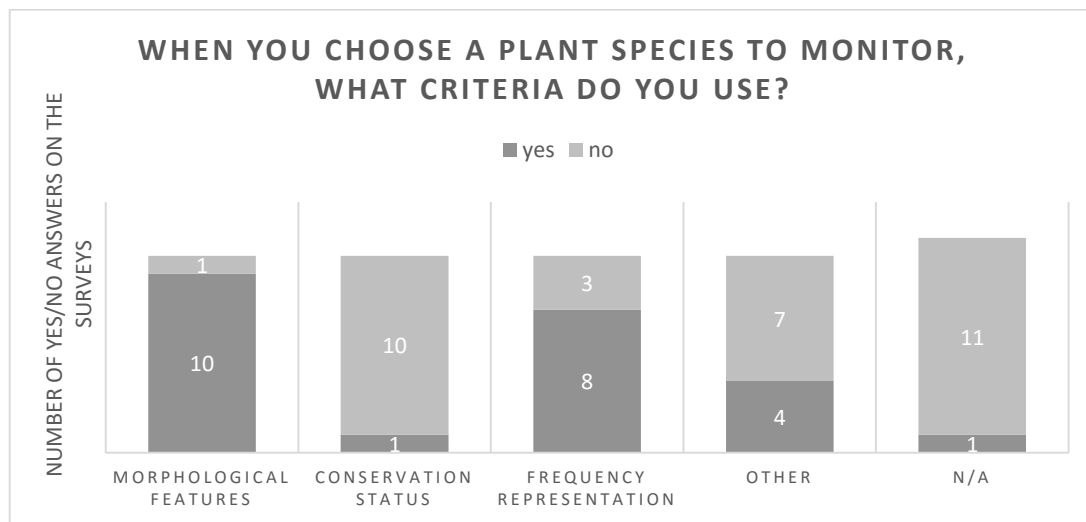 WHEN YOU CHOOSE A PLANT SPECIES TO MONITOR,
WHAT CRITERIA DO YOU USE?
yes no
NUMBER OF YES/NO ANSWERS ON THE
SURVEYS
1
10
10
1
3
8
7
4
11
1
MORPHOLOGICAL
FEATURES
CONSERVATION
STATUS
FREQUENCY
REPRESENTATION
OTHER
N/A